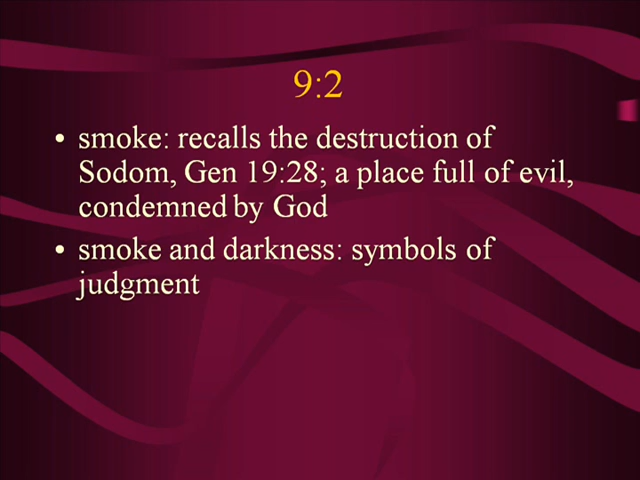 9:2
• smoke: recalls the destruction of
Sodom, Gen 19:28; a place full of evil,
condemned by God
• smoke and darkness: symbols of
judgment